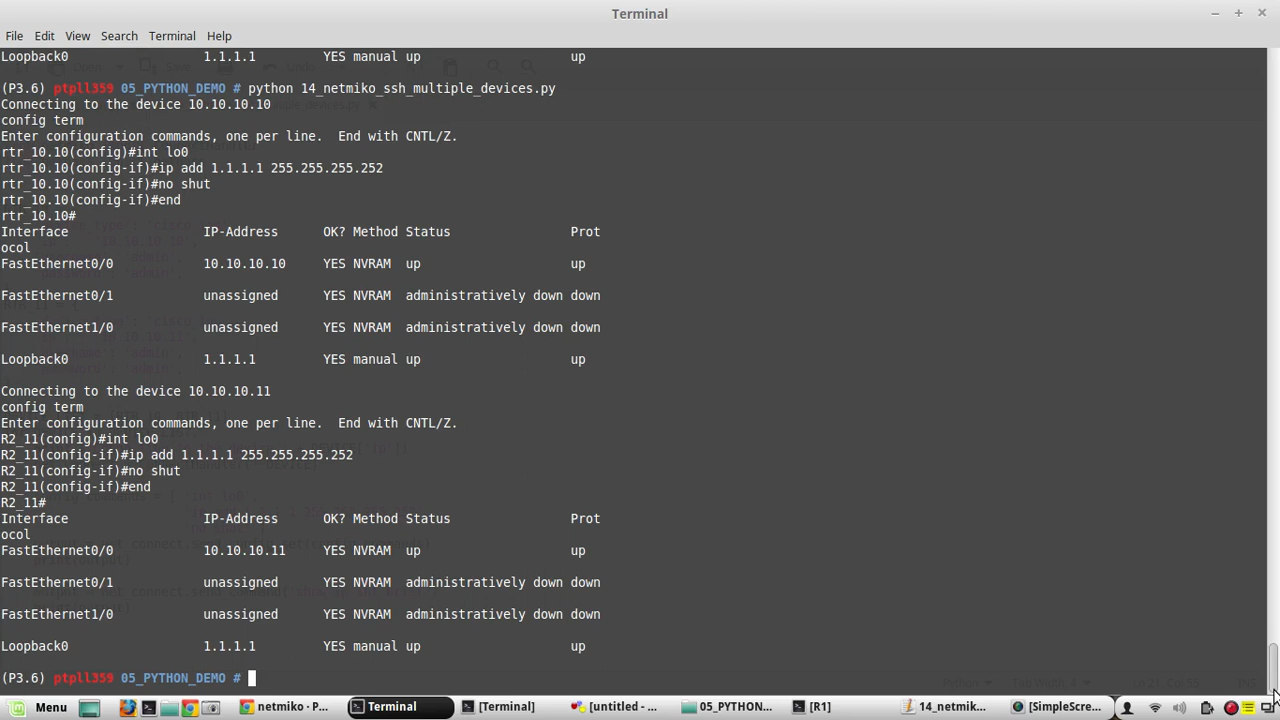 Terminal
File Edit View Search Terminal Help
Loopback0 1.1.1.1 YES manual up up
(P3.6) ptpll359 05_PYTHON_DEMO # python 14_netmiko_ssh_multiple_devices.py
Connecting to the device 10.10.10.10
config term
Enter configuration commands, one per line. End with CNTL/Z.
rtr_10.10(config)#int lo0
rtr_10.10(config-if)#ip add 1.1.1.1 255.255.255.252
rtr_10.10(config-if)#no shut
rtr_10.10(config-if)#end
rtr_10.10#
Interface IP-Address OK? Method Status Prot
ocol
FastEthernet0/0 10.10.10.10 YES NVRAM up up
FastEthernet0/1 unassigned YES NVRAM administratively down down
FastEthernet1/0 unassigned YES NVRAM administratively down down
Loopback0 1.1.1.1 YES manual up up
Connecting to the device 10.10.10.11
config term
Enter configuration commands, one per line. End with CNTL/Z.
R2_11(config)#int lo0
R2_11(config-if)#ip add 1.1.1.1 255.255.255.252
R2_11(config-if)#no shut
R2_11(config-if)#end
R2_11#
Interface IP-Address OK? Method Status Prot
ocol
FastEthernet0/0 10.10.10.11 YES NVRAM up up
FastEthernet0/1 unassigned YES NVRAM administratively down down
FastEthernet1/0 unassigned YES NVRAM administratively down down
Loopback0 1.1.1.1 YES manual up up
(P3.6) ptpll359 05_PYTHON_DEMO #
Python Tab Width: 4 Ln 21, Col 55 INS
Menu netmiko - P... Terminal [Terminal] [untitled - ... 05_PYTHON... [R1] 14_netmik... [SimpleScre...